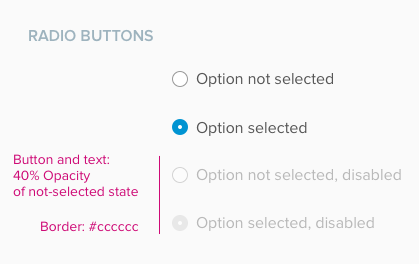 RADIO BUTTONS
Option not selected
Option selected
Button and text:
40% Opacity
of not-selected state
Border: #cccccc
Option not selected, disabled
Option selected, disabled